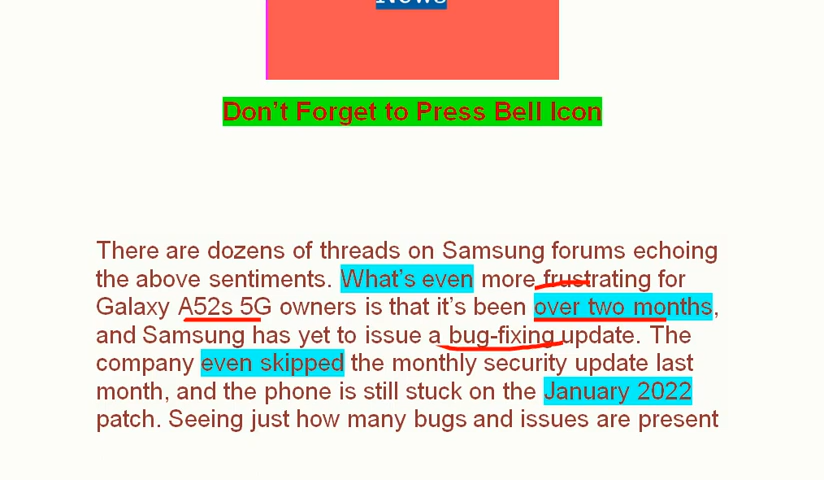 News
Don't Forget to Press Bell Icon
There are dozens of threads on Samsung forums echoing
the above sentiments. What's even more frustrating for
Galaxy A52s 5G owners is that it's been over two months,
and Samsung has yet to issue a bug-fixing update. The
company even skipped the monthly security update last
month, and the phone is still stuck on the January 2022
patch. Seeing just how many bugs and issues are present